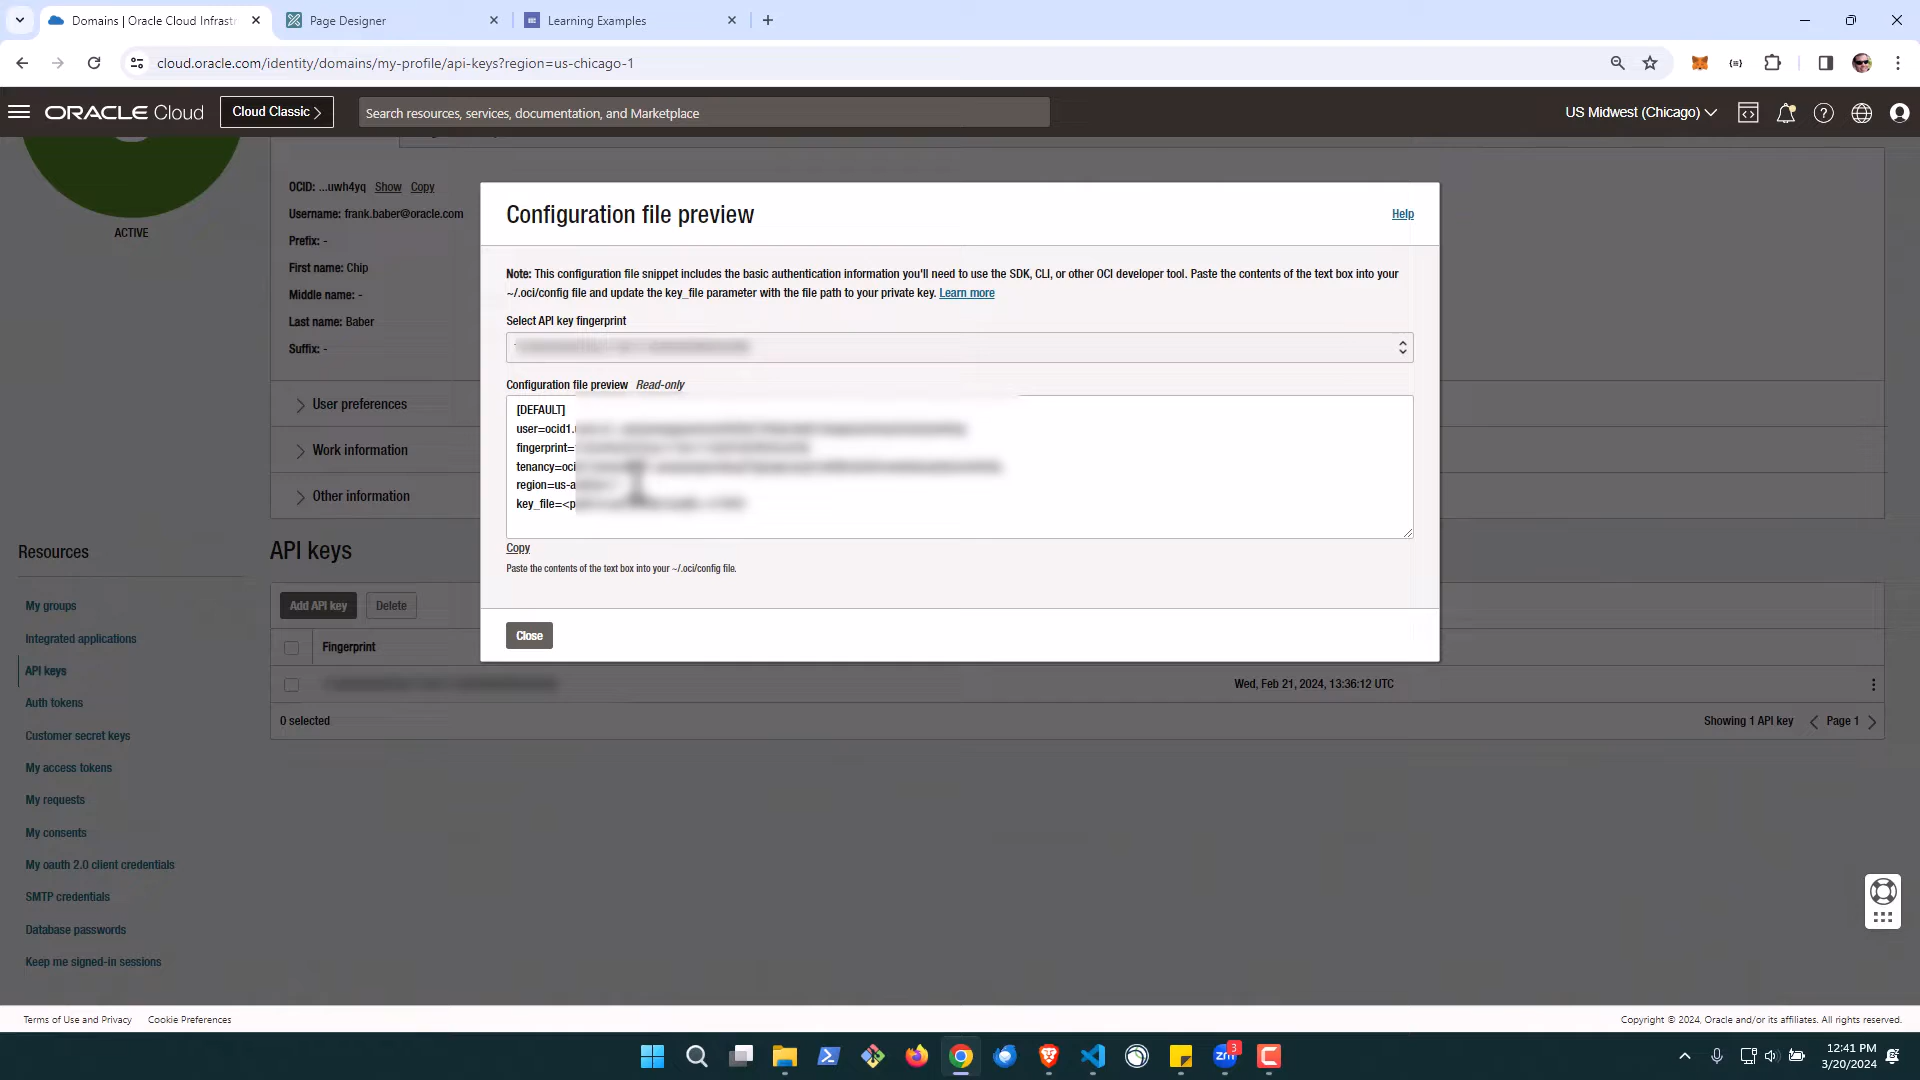 Domains | Oracle Cloud Infrastr
Page Designer
Learning Examples
cloud.oracle.com/identity/domains/my-profile/api-keys?region=us-chicago-1
ORACLE Cloud
Cloud Classic
Search resources, services, documentation, and Marketplace
US Midwest (Chicago)
OCID: ...uwh4yq Show Copy
Username: frank.baber@oracle.com
Prefix: -
First name: Chip
Middle name: -
Last name: Baber
Suffix: -
ACTIVE
User preferences
Work information
Other information
Configuration file preview
Help
Note: This configuration file snippet includes the basic authentication information you'll need to use the SDK, CLI, or other OCI developer tool. Paste the contents of the text box into your
~/.oci/config file and update the key_file parameter with the file path to your private key. Learn more
Select API key fingerprint
Configuration file preview Read-only
[DEFAULT]
user=ocid1.
fingerprint=
tenancy=oci
region=us-a
key_file=<p
Copy
Paste the contents of the text box into your ~/.oci/config file.
Close
Resources
My groups
Integrated applications
API keys
Auth tokens
Customer secret keys
My access tokens
My requests
My consents
My oauth 2.0 client credentials
SMTP credentials
Database passwords
Keep me signed-in sessions
API keys
Add API key
Delete
Fingerprint
Wed, Feb 21, 2024, 13:36:12 UTC
0 selected
Showing 1 API key
Page 1
Terms of Use and Privacy
Cookie Preferences
Copyright © 2024, Oracle and/or its affiliates. All rights reserved.
zm
3
12:41 PM
3/20/2024